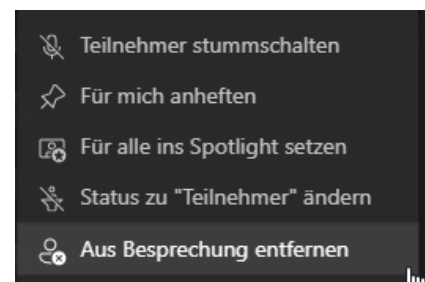 Teilnehmer stummschalten
Für mich anheften
Für alle ins Spotlight setzen
Status zu "Teilnehmer" ändern
Aus Besprechung entfernen